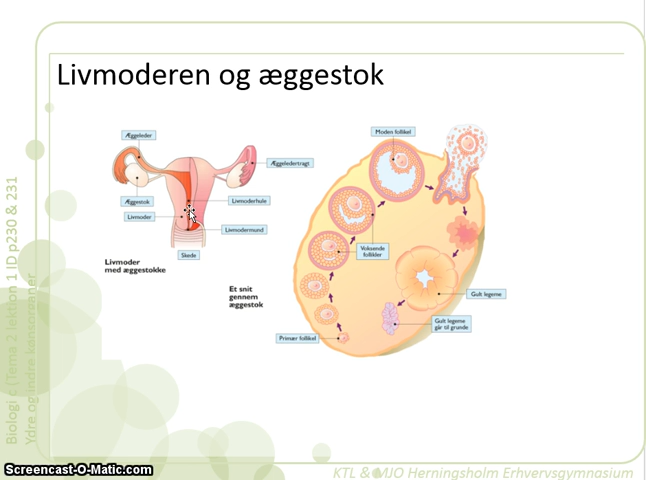 Livmoderen og æggestok
Æggeleder
Æggestok
Livmoder
Æggeledertragt
Livmoderhule
Livmodermund
Skede
Livmoder
med æggestokke
Moden follikel
Voksende
follikler
Primær follikel
Gult legeme
Gult legeme
går til grunde
Et snit
gennem
æggestok
Biologi c (Tema 2 lektion 1 ID p230 & 231
Ydre og indre kønsorganer
KTL & MJO Herningsholm Erhvervsgymnasium
Screencast-O-Matic.com